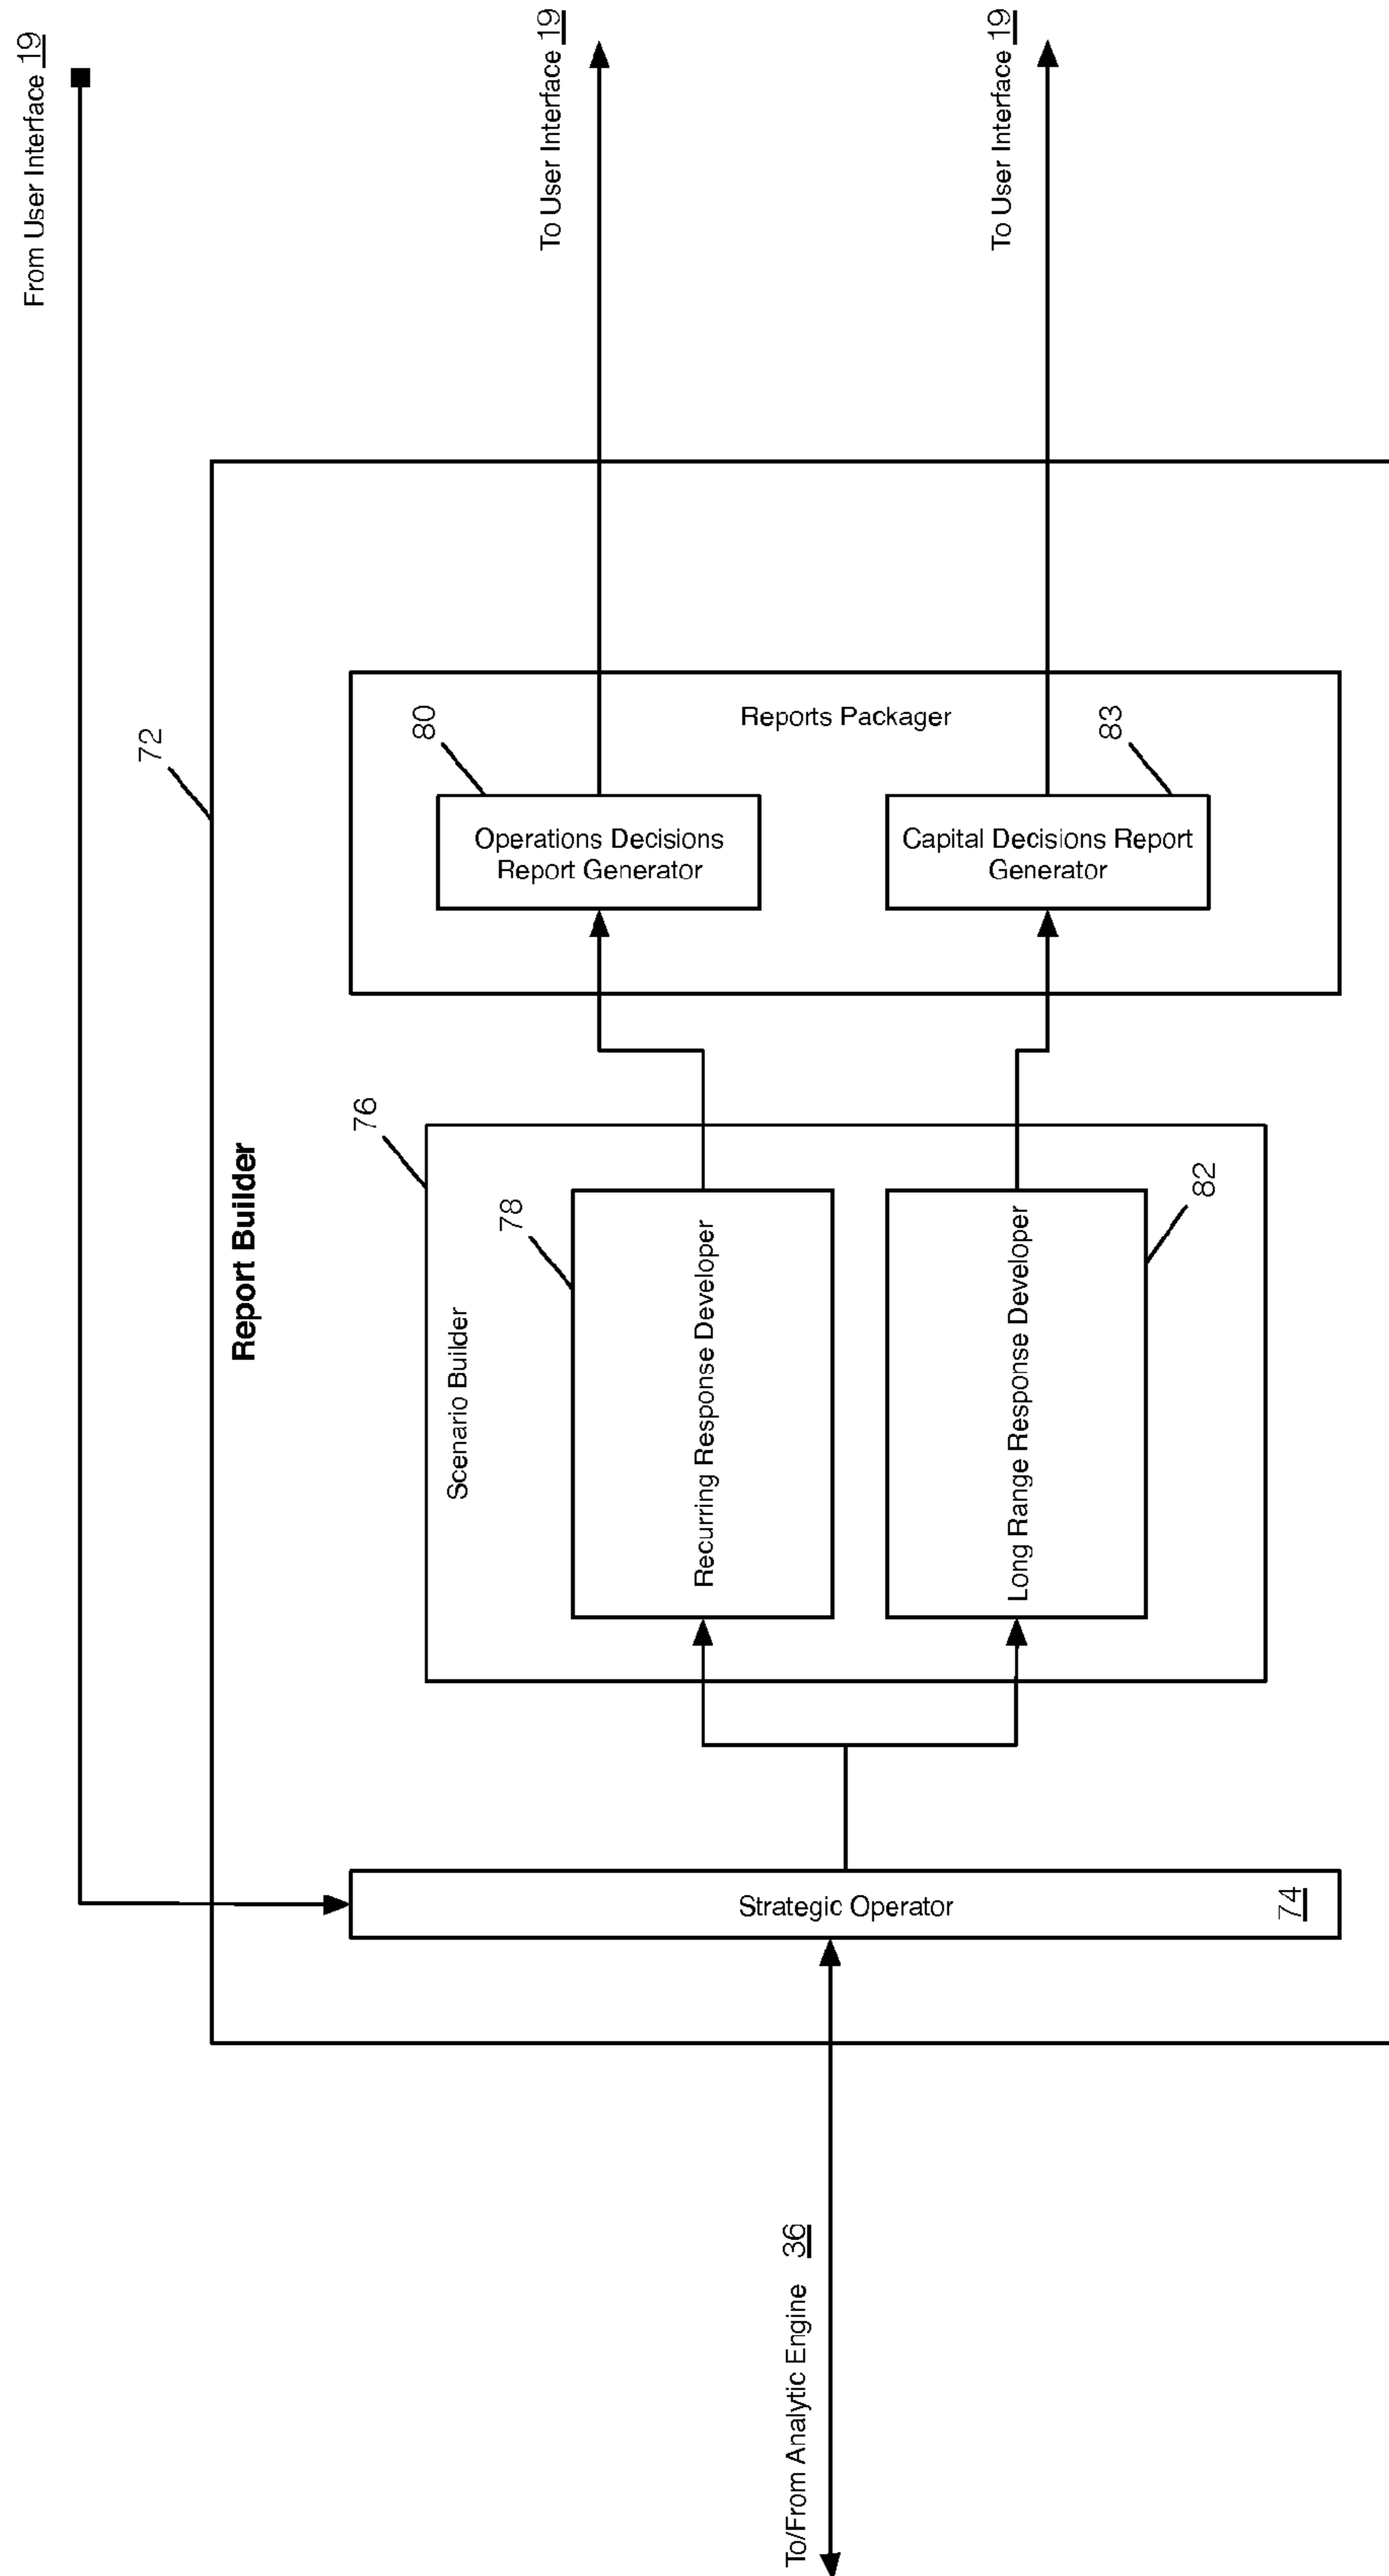 From User Interface 19
To User Interface 19
To User Interface 19
72
Report Builder
80
Reports Packager
83
Operations Decisions
Report Generator
Capital Decisions Report
Generator
76
Scenario Builder
78
Recurring Response Developer
82
Long Range Response Developer
Strategic Operator
74
To/From Analytic Engine 36